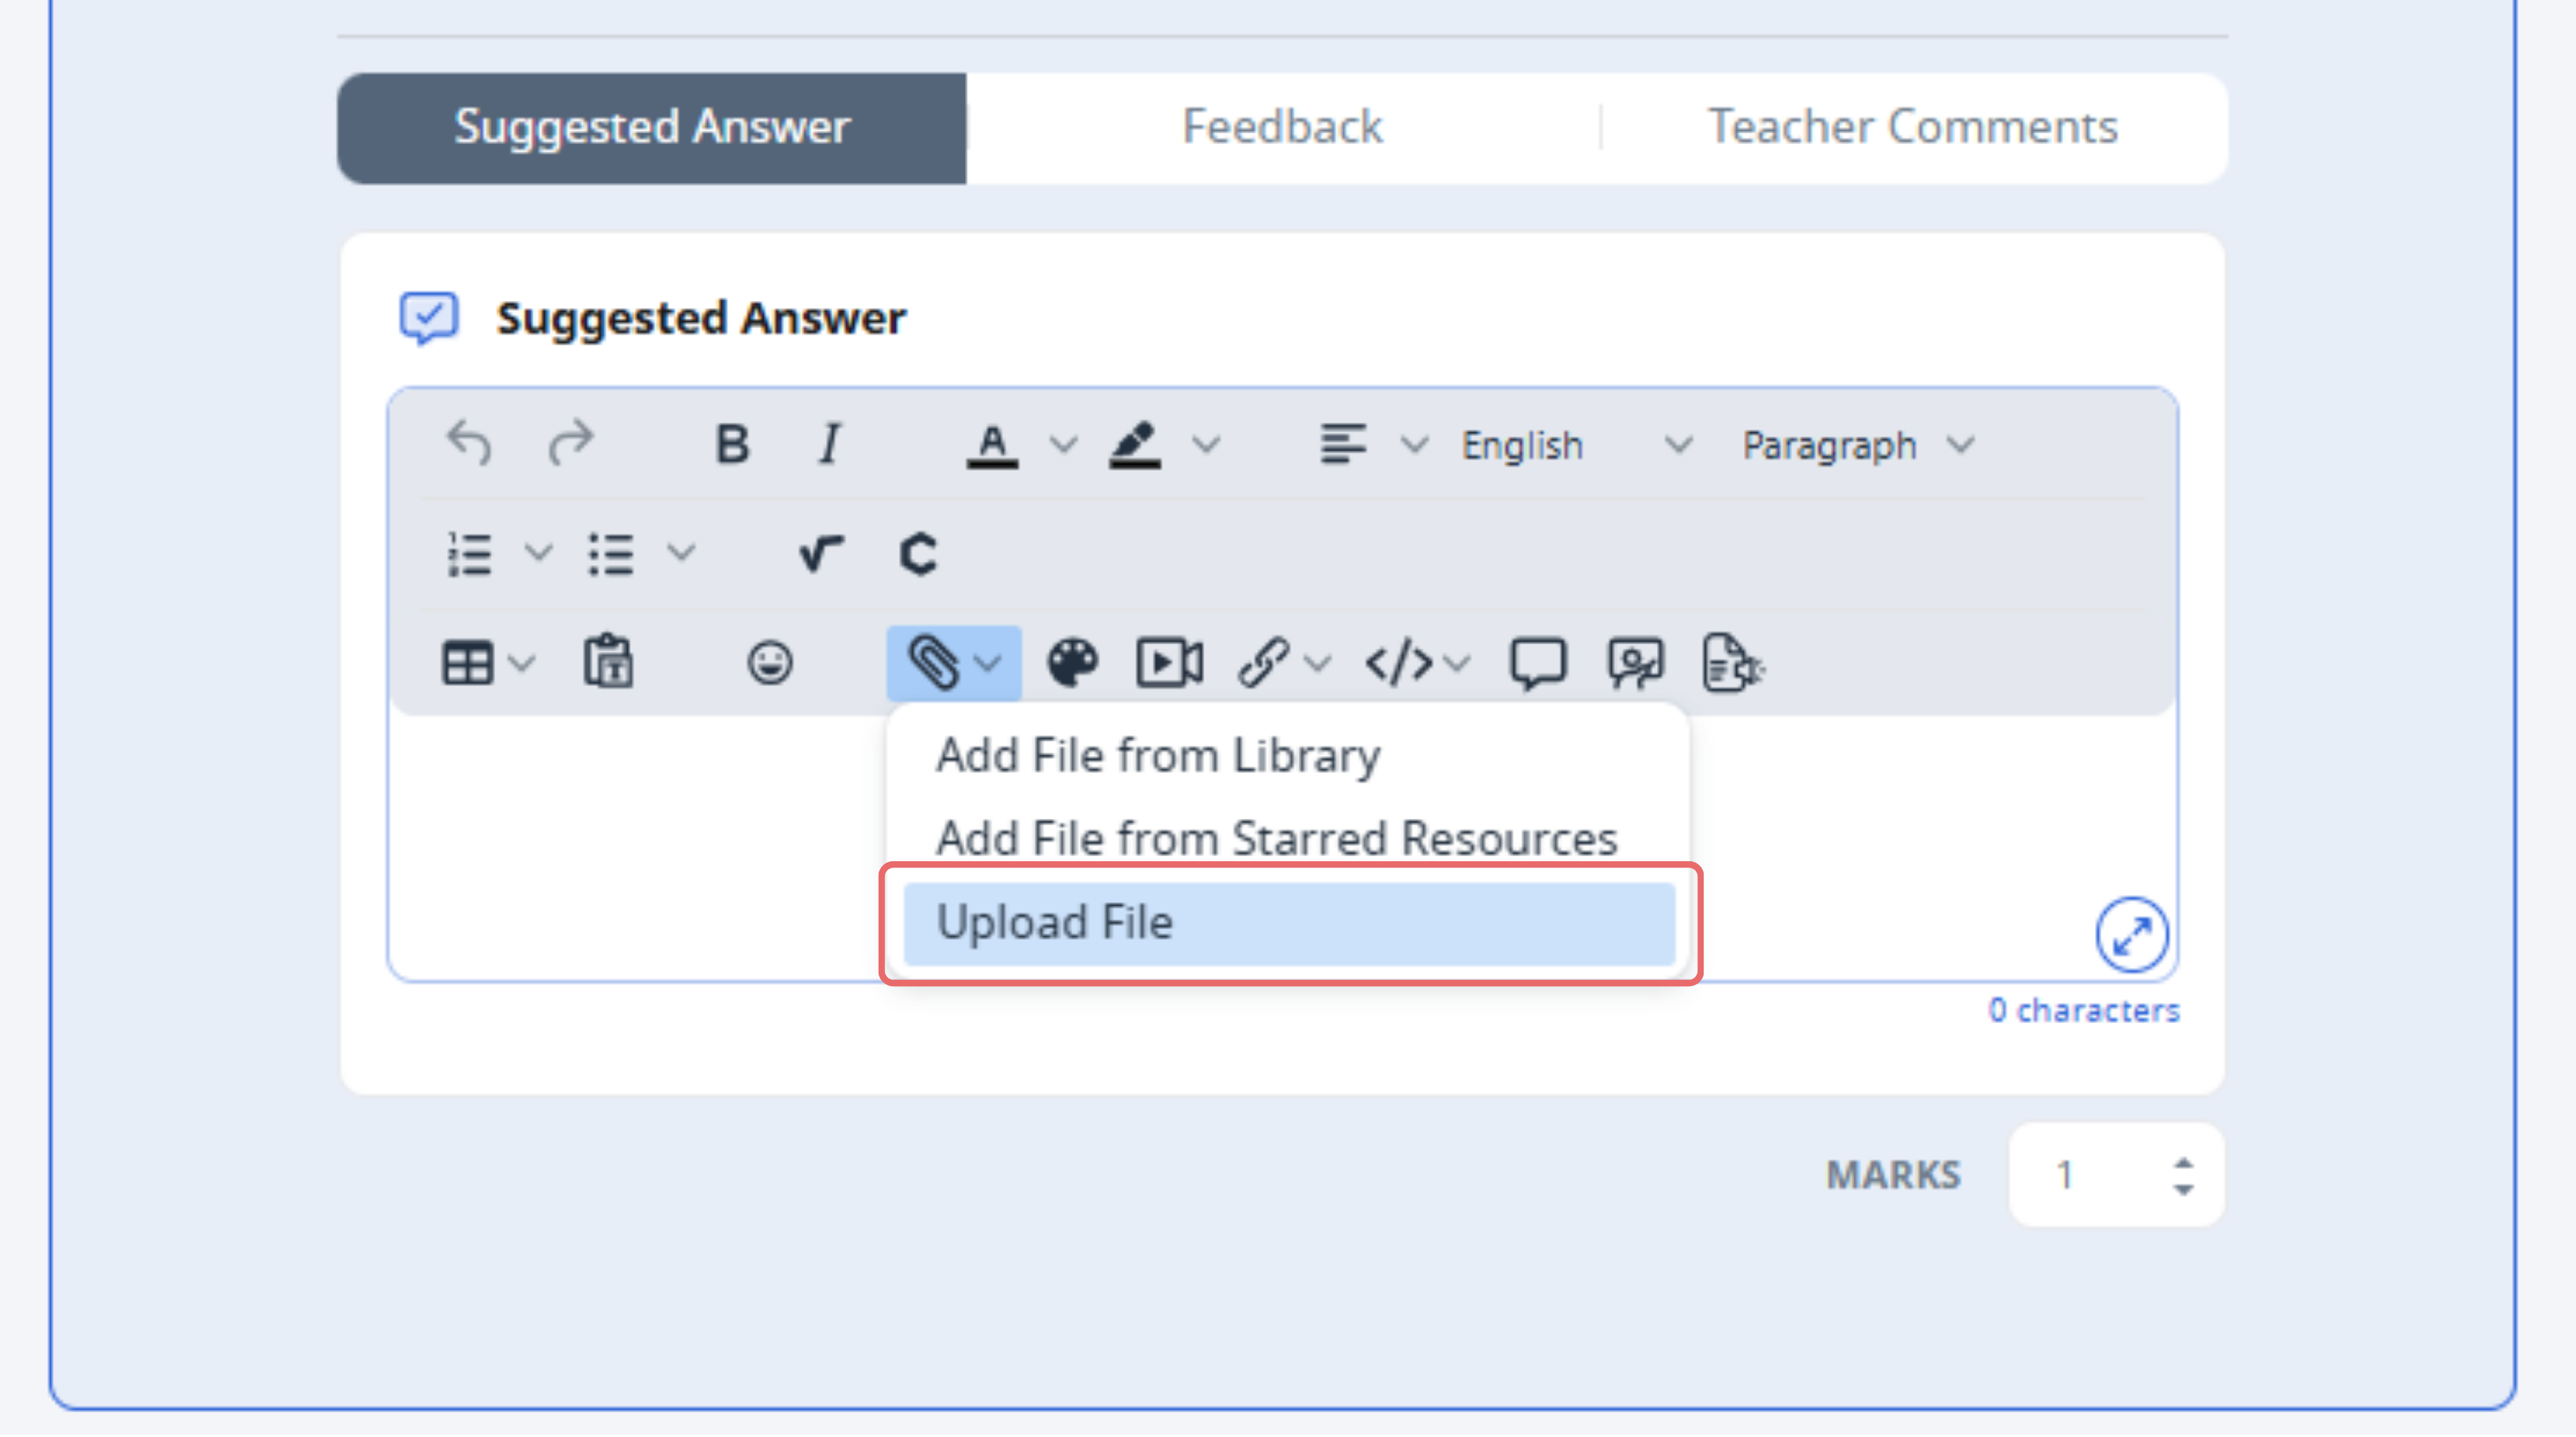 Suggested Answer
Feedback
Teacher Comments
Suggested Answer
B I A English Paragraph
C
T
Add File from Library
Add File from Starred Resources
Upload File
0 characters
MARKS 1